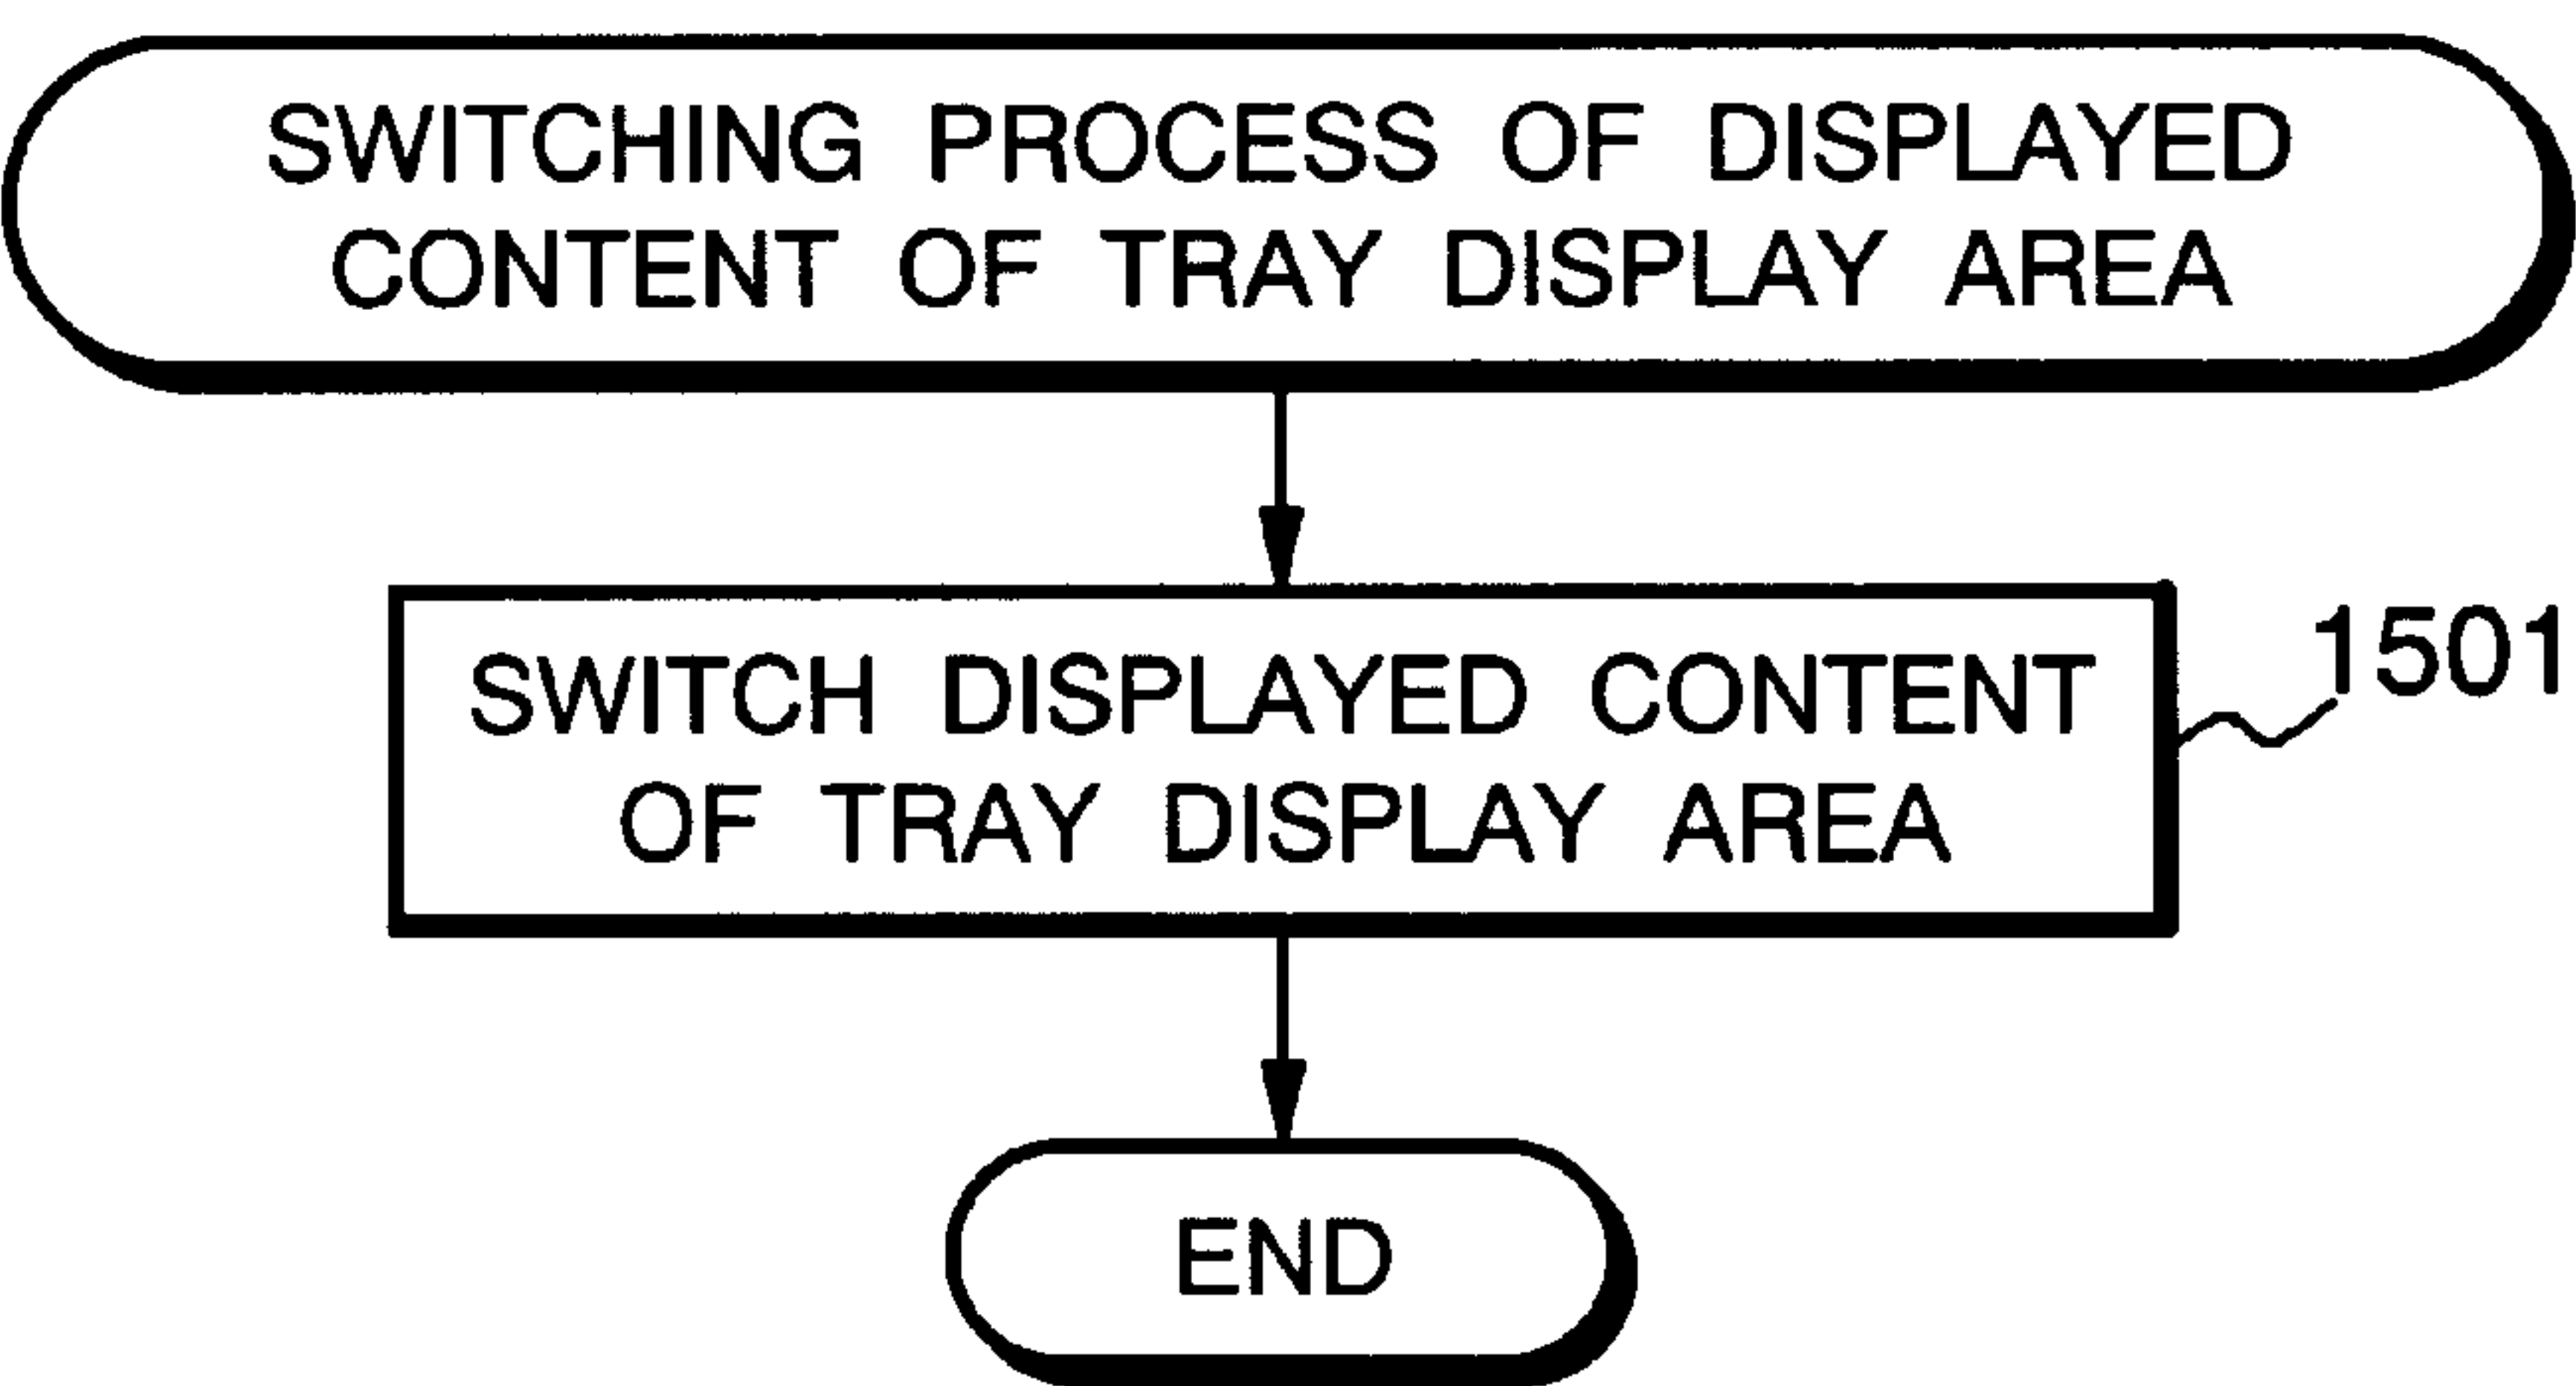 SWITCHING PROCESS OF DISPLAYED
CONTENT OF TRAY DISPLAY AREA
SWITCH DISPLAYED CONTENT
OF TRAY DISPLAY AREA
1501
END